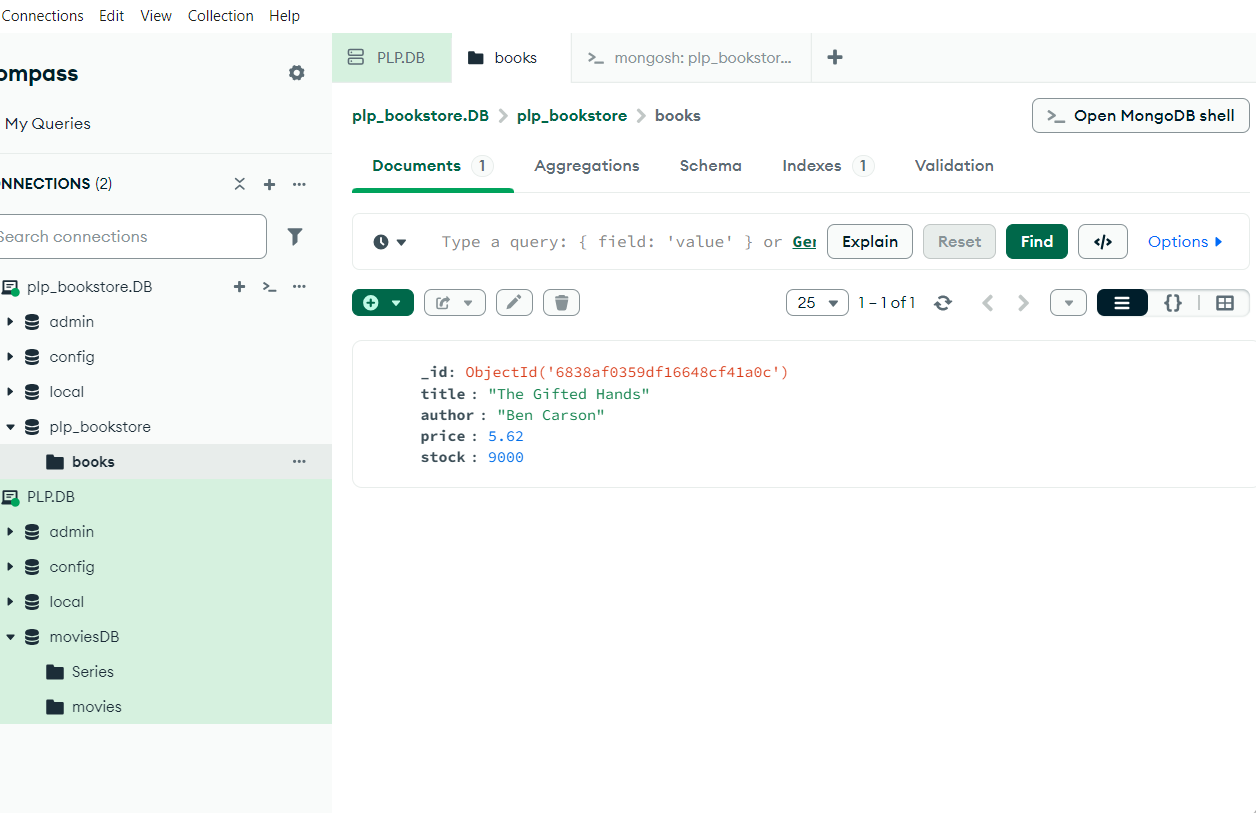 Connections Edit View Collection Help
ompass
PLP.DB books >_ mongosh: plp_bookstor... +
My Queries
plp_bookstore.DB > plp_bookstore > books
>_ Open MongoDB shell
Documents 1 Aggregations Schema Indexes 1 Validation
NNECTIONS (2)
Search connections
Type a query: { field: 'value' } or Ger
Explain Reset Find </> Options
plp_bookstore.DB
admin
config
local
plp_bookstore
books
PLP.DB
admin
config
local
moviesDB
Series
movies
25 1 – 1 of 1 {}
_id: ObjectId('6838af0359df16648cf41a0c')
title : "The Gifted Hands"
author : "Ben Carson"
price : 5.62
stock : 9000